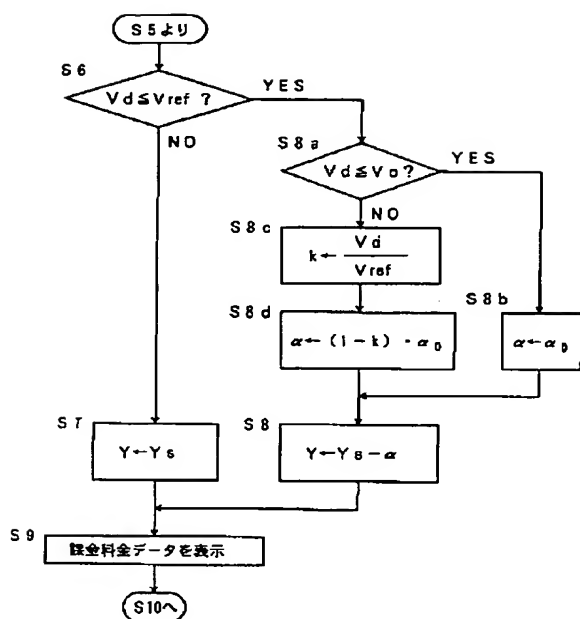 S5より
S6
Vd≦Vref ?
YES
NO
S8a
Vd≦Vo?
YES
NO
S8c
k←Vd
Vref
S8d
α←(1-k)・α0
S8b
α←α0
S7
Y←Ys
S8
Y←Ys-α
S9
課金料金データを表示
S10へ